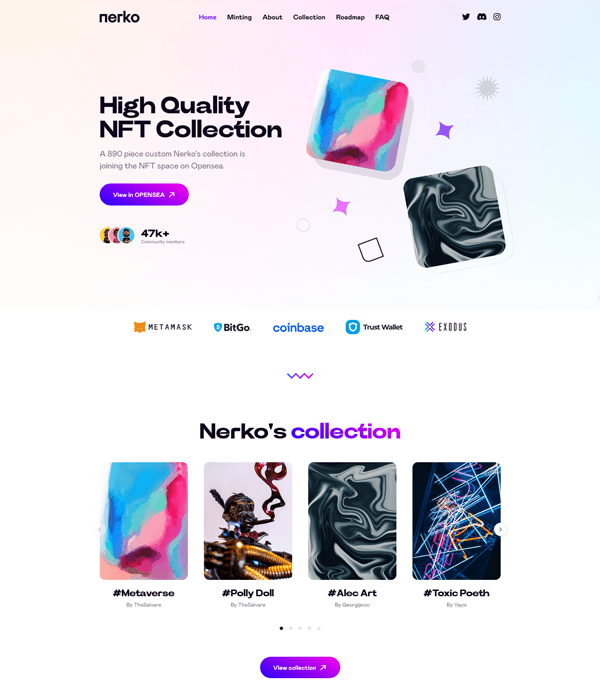 nerko
Home Minting About Collection Roadmap FAQ
High Quality
NFT Collection
A 890 piece custom Nerko's collection is
joining the NFT space on Opensea.
View in OPENSEA
47k+
Community members
METAMASK BitGo. coinbase Trust Wallet EXODUS
Nerko's collection
#Metaverse #Polly Doll #Alec Art #Toxic Poeth
By TheSalvare By TheSalvare By Georgijevic By Yayoi
View collection